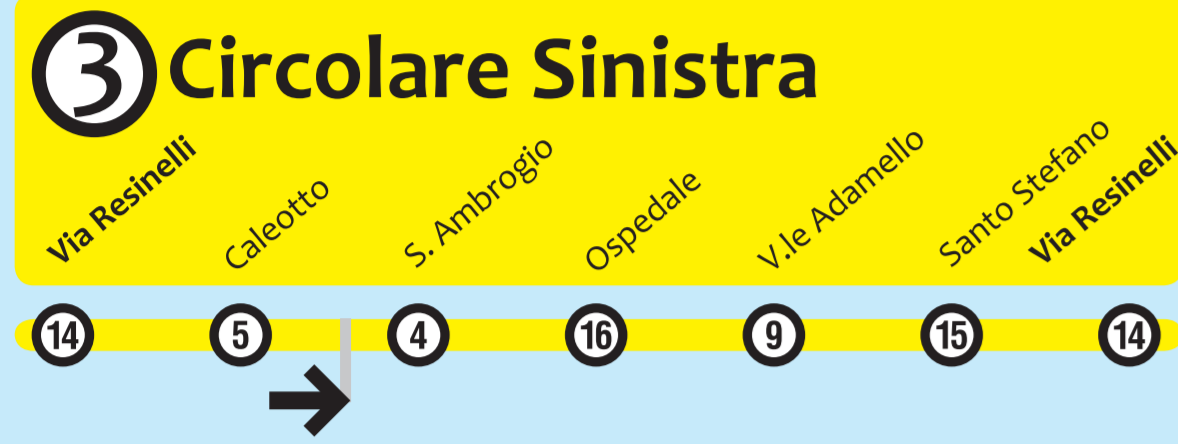 3 Circolare Sinistra
Via Resinelli
Caleotto
S. Ambrogio
Ospedale
V.le Adamello
Santo Stefano
Via Resinelli
14 5 4 16 9 15 14